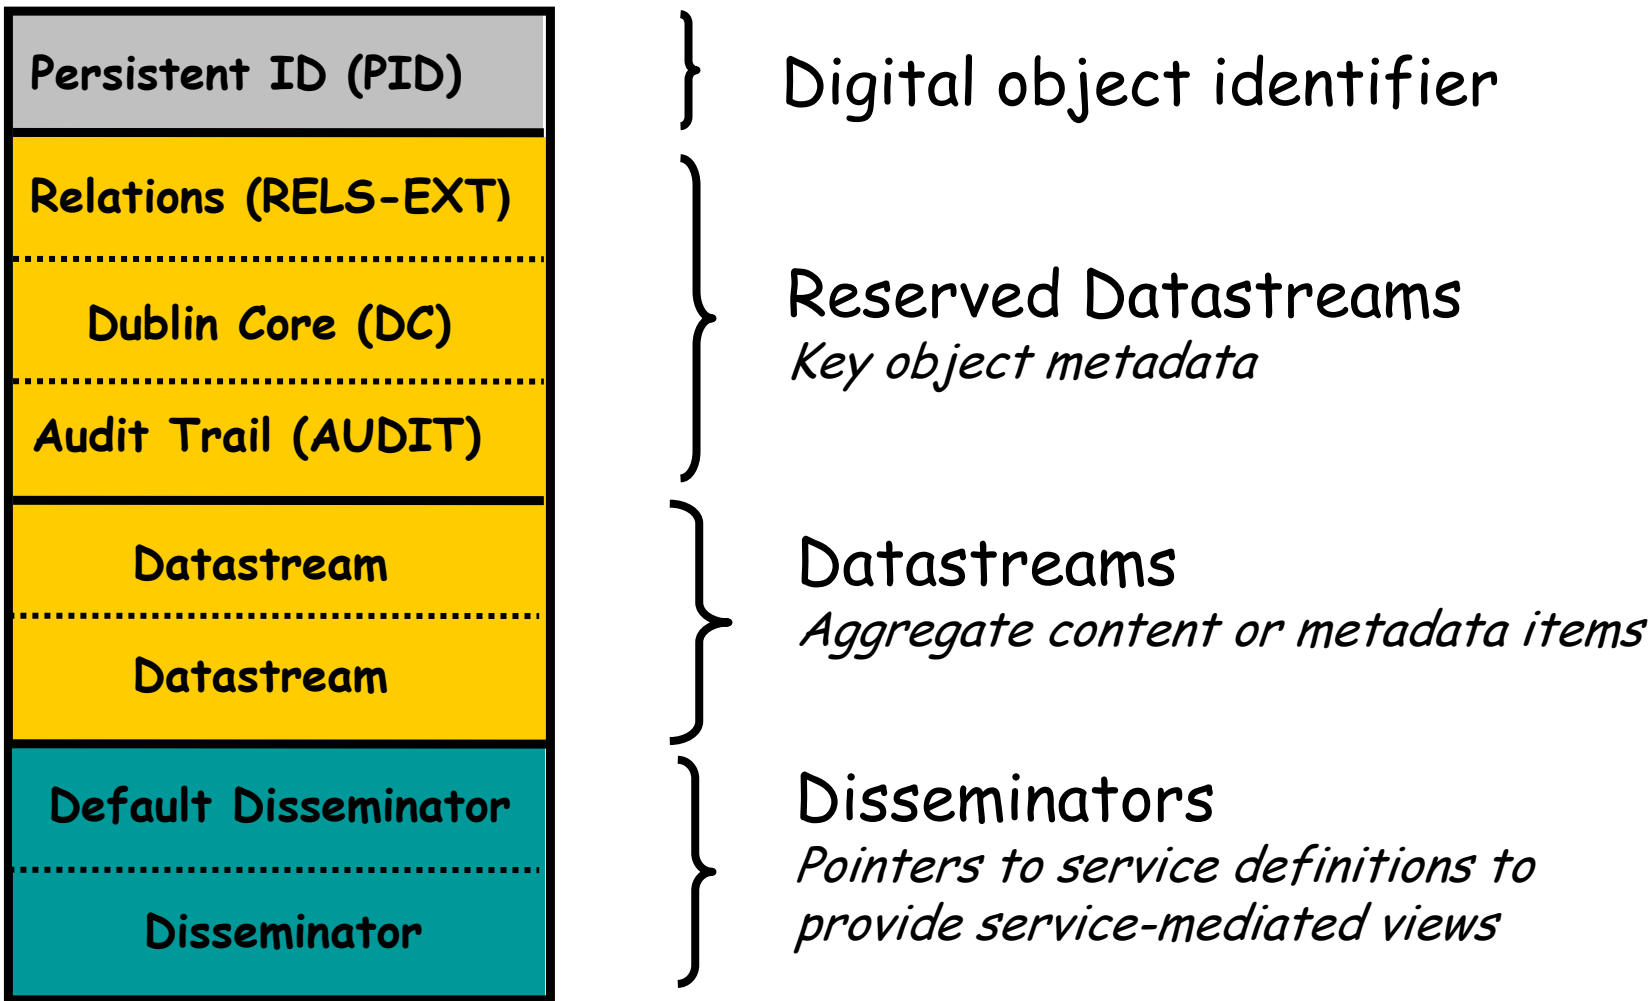 Persistent ID (PID)
Digital object identifier
Relations (RELS-EXT)
Dublin Core (DC)
Audit Trail (AUDIT)
Reserved Datastreams
Key object metadata
Datastream
Datastream
Datastreams
Aggregate content or metadata items
Default Disseminator
Disseminator
Disseminators
Pointers to service definitions to
provide service-mediated views